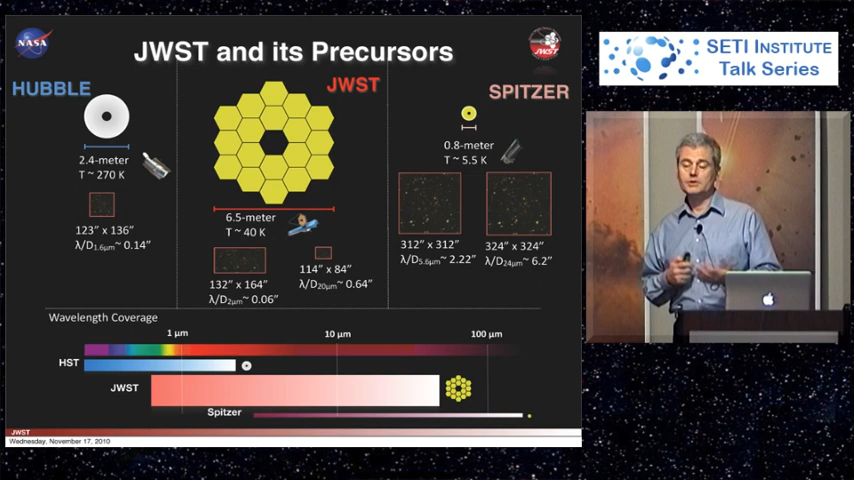 NASA
JWST and its Precursors
JWST
HUBBLE
JWST
SPITZER
2.4-meter
T ~ 270 K
123” x 136”
λ/D1.6μm~ 0.14”
6.5-meter
T ~ 40 K
132” x 164”
λ/D2μm~ 0.06”
114” x 84”
λ/D20μm~ 0.64”
0.8-meter
T ~ 5.5 K
312” x 312”
λ/D5.6μm~ 2.22”
324” x 324”
λ/D24μm~ 6.2”
Wavelength Coverage
1 μm
10 μm
100 μm
HST
JWST
Spitzer
JWST
Wednesday, November 17, 2010
SETI INSTITUTE
Talk Series